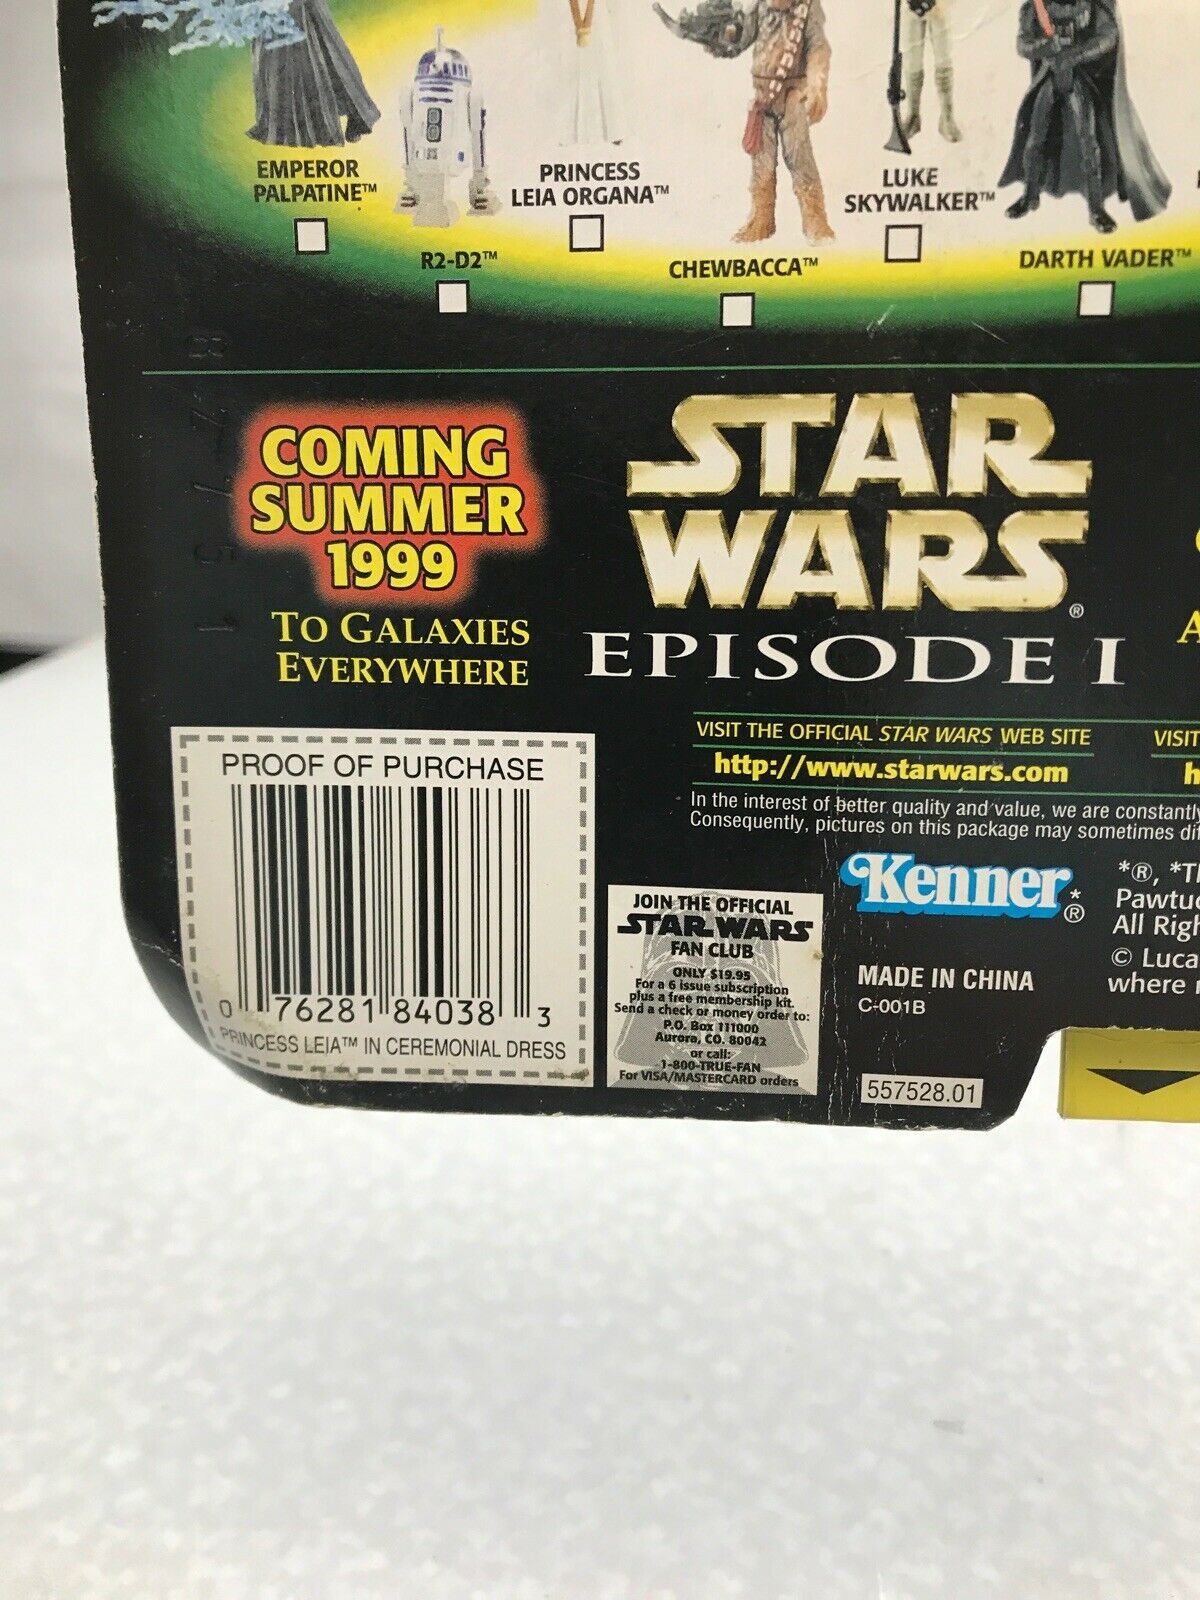 EMPEROR
PALPATINE™
R2-D2™
PRINCESS
LEIA ORGANA™
CHEWBACCA™
LUKE
SKYWALKER™
DARTH VADER™
COMING
SUMMER
1999
TO GALAXIES
EVERYWHERE
STAR
WARS®
EPISODE I
VISIT THE OFFICIAL STAR WARS WEB SITE
http://www.starwars.com
VISIT
In the interest of better quality and value, we are constantly
Consequently, pictures on this package may sometimes
PROOF OF PURCHASE
0 76281 84038 3
PRINCESS LEIA™ IN CEREMONIAL DRESS
JOIN THE OFFICIAL
STAR WARS
FAN CLUB
ONLY $19.95
For a 6 issue subscription
plus a free membership kit.
Send a check or money order to:
P.O. Box 111000
Aurora, CO. 80042
or call:
1-800-TRUE-FAN
For VISA/MASTERCARD orders
Kenner*®
MADE IN CHINA
C-001B
557528.01
*®, *
All
©
where